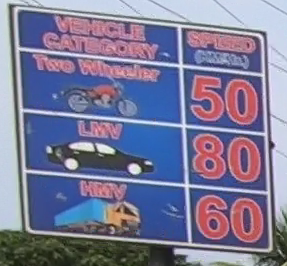 VEHICLE
CATEGORY
SPEED
Two Wheeler
50
LMV
80
HMV
60